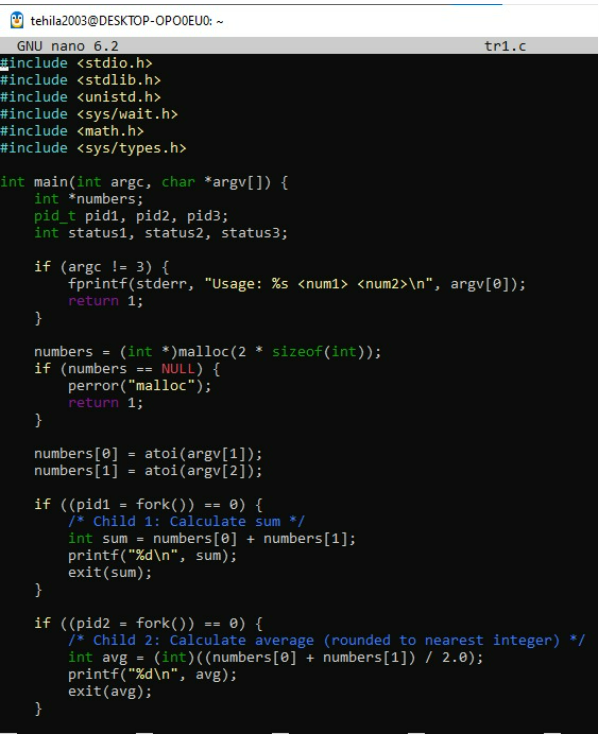 tehila2003@DESKTOP-OPO0EU0: ~
GNU nano 6.2 tr1.c
#include <stdio.h>
#include <stdlib.h>
#include <unistd.h>
#include <sys/wait.h>
#include <math.h>
#include <sys/types.h>

int main(int argc, char *argv[]) {
    int *numbers;
    pid_t pid1, pid2, pid3;
    int status1, status2, status3;

    if (argc != 3) {
        fprintf(stderr, "Usage: %s <num1> <num2>\n", argv[0]);
        return 1;
    }

    numbers = (int *)malloc(2 * sizeof(int));
    if (numbers == NULL) {
        perror("malloc");
        return 1;
    }

    numbers[0] = atoi(argv[1]);
    numbers[1] = atoi(argv[2]);

    if ((pid1 = fork()) == 0) {
        /* Child 1: Calculate sum */
        int sum = numbers[0] + numbers[1];
        printf("%d\n", sum);
        exit(sum);
    }

    if ((pid2 = fork()) == 0) {
        /* Child 2: Calculate average (rounded to nearest integer) */
        int avg = (int)((numbers[0] + numbers[1]) / 2.0);
        printf("%d\n", avg);
        exit(avg);
    }